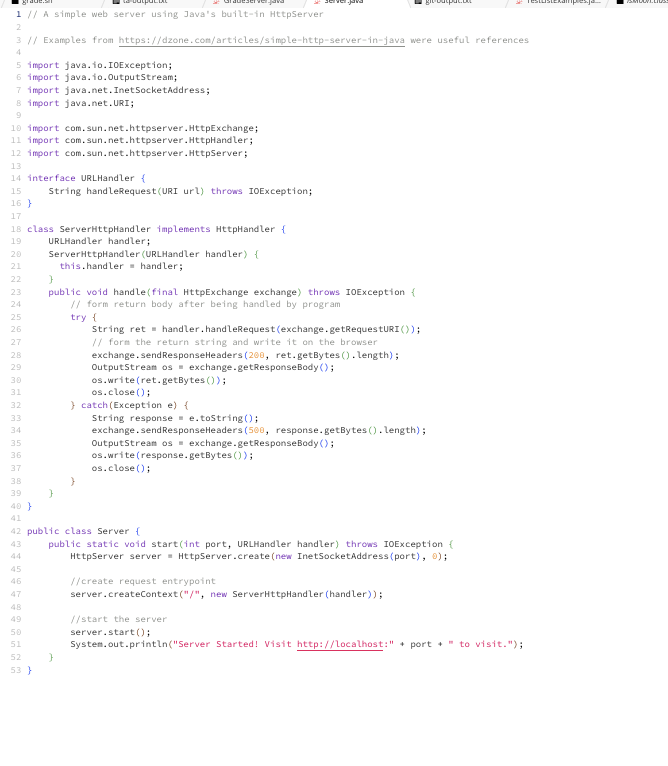 grade.sh ta-output.txt GradeServer.java Server.java git-output.txt TestListExamples.ja...
1 // A simple web server using Java's built-in HttpServer
2
3 // Examples from https://dzone.com/articles/simple-http-server-in-java were useful references
4
5 import java.io.IOException;
6 import java.io.OutputStream;
7 import java.net.InetSocketAddress;
8 import java.net.URI;
9
10 import com.sun.net.httpserver.HttpExchange;
11 import com.sun.net.httpserver.HttpHandler;
12 import com.sun.net.httpserver.HttpServer;
13
14 interface URLHandler {
15     String handleRequest(URI url) throws IOException;
16 }
17
18 class ServerHttpHandler implements HttpHandler {
19     URLHandler handler;
20     ServerHttpHandler(URLHandler handler) {
21       this.handler = handler;
22     }
23     public void handle(final HttpExchange exchange) throws IOException {
24         // form return body after being handled by program
25         try {
26             String ret = handler.handleRequest(exchange.getRequestURI());
27             // form the return string and write it on the browser
28             exchange.sendResponseHeaders(200, ret.getBytes().length);
29             OutputStream os = exchange.getResponseBody();
30             os.write(ret.getBytes());
31             os.close();
32         } catch(Exception e) {
33             String response = e.toString();
34             exchange.sendResponseHeaders(500, response.getBytes().length);
35             OutputStream os = exchange.getResponseBody();
36             os.write(response.getBytes());
37             os.close();
38         }
39     }
40 }
41
42 public class Server {
43     public static void start(int port, URLHandler handler) throws IOException {
44         HttpServer server = HttpServer.create(new InetSocketAddress(port), 0);
45
46         //create request entrypoint
47         server.createContext("/", new ServerHttpHandler(handler));
48
49         //start the server
50         server.start();
51         System.out.println("Server Started! Visit http://localhost:" + port + " to visit.");
52     }
53 }